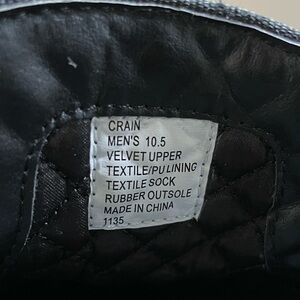 CRAIN
MEN'S 10.5
VELVET UPPER
TEXTILE/PU LINING
TEXTILE SOCK
RUBBER OUTSOLE
MADE IN CHINA
1135